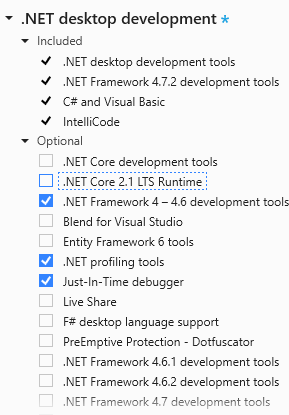 .NET desktop development *
Included
.NET desktop development tools
.NET Framework 4.7.2 development tools
C# and Visual Basic
IntelliCode
Optional
.NET Core development tools
.NET Core 2.1 LTS Runtime
.NET Framework 4 – 4.6 development tools
Blend for Visual Studio
Entity Framework 6 tools
.NET profiling tools
Just-In-Time debugger
Live Share
F# desktop language support
PreEmptive Protection - Dotfuscator
.NET Framework 4.6.1 development tools
.NET Framework 4.6.2 development tools
.NET Framework 4.7 development tools